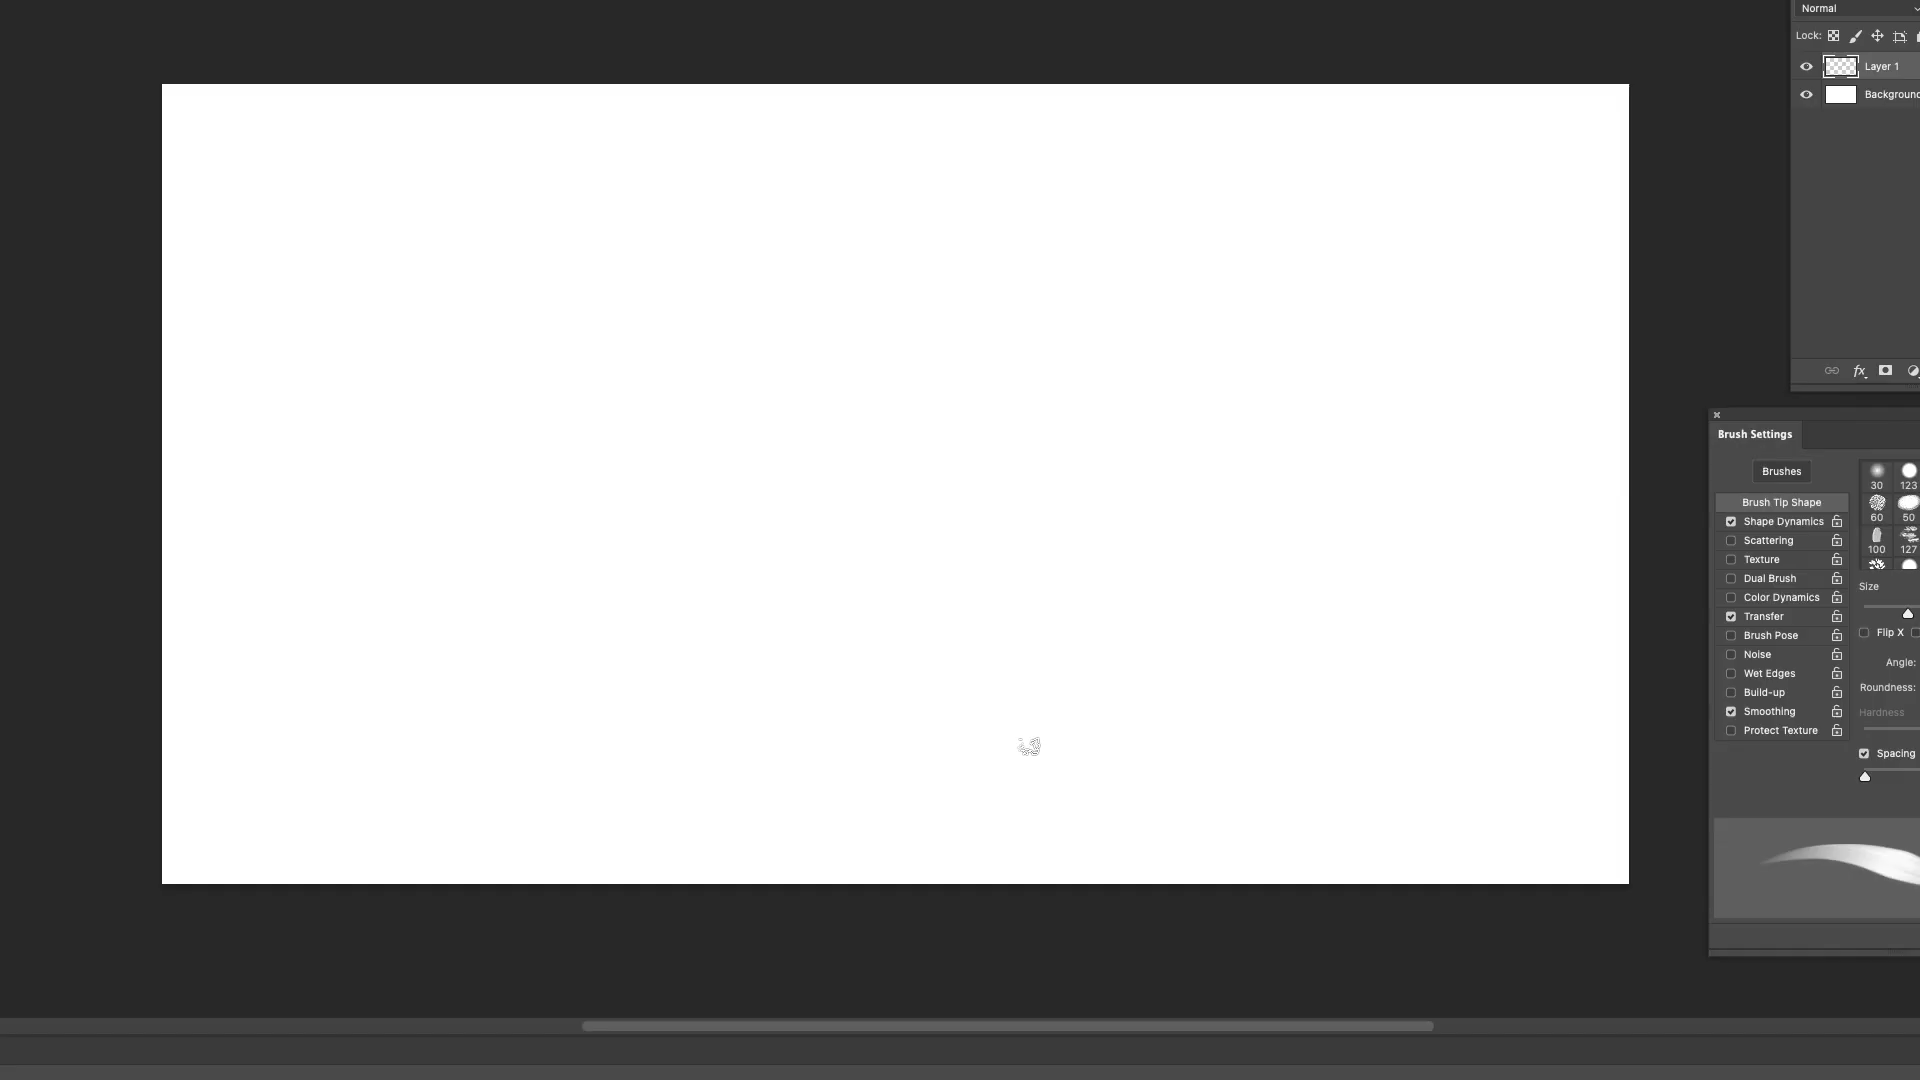 Normal
Lock:
Layer 1
Background
fx
Brush Settings
Brushes
30 123
Brush Tip Shape
60 50
Shape Dynamics
Scattering
100 127
Texture
Dual Brush
Size
Color Dynamics
Transfer
Flip X
Brush Pose
Noise
Angle:
Wet Edges
Roundness:
Build-up
Smoothing
Hardness
Protect Texture
Spacing